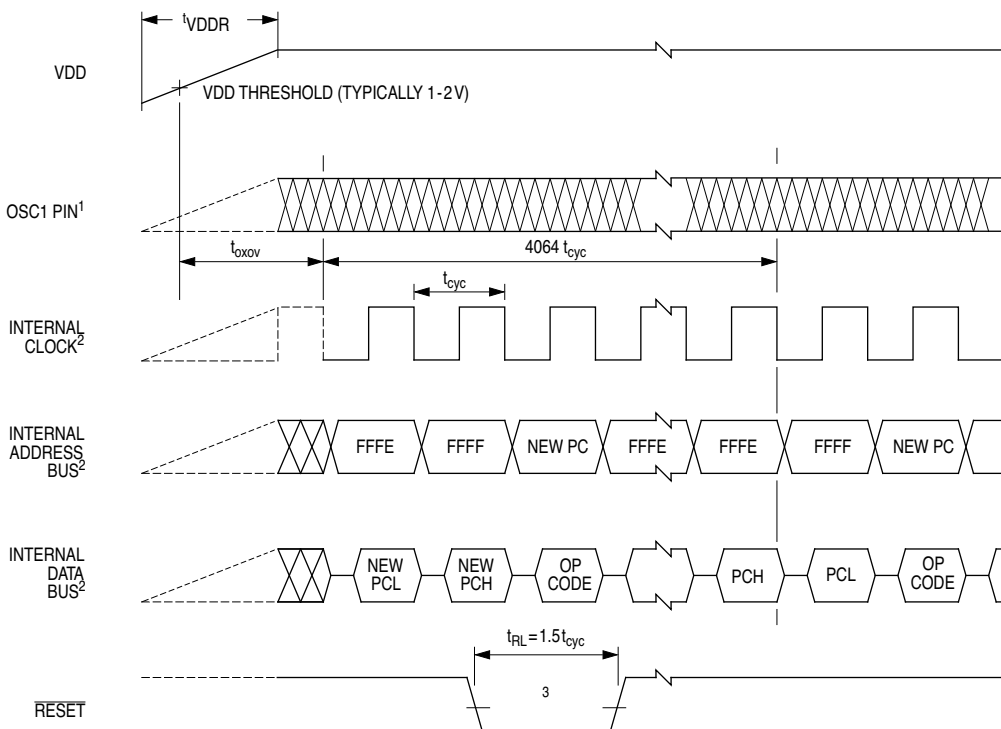 tVDDR
VDD
VDD THRESHOLD (TYPICALLY 1-2V)
OSC1 PIN1
toxov
4064 tcyc
tcyc
INTERNAL
CLOCK2
INTERNAL
ADDRESS
BUS2
FFFE
FFFF
NEW PC
FFFE
FFFE
FFFF
NEW PC
INTERNAL
DATA
BUS2
NEW
PCL
NEW
PCH
OP
CODE
PCH
PCL
OP
CODE
tRL=1.5tcyc
3
RESET